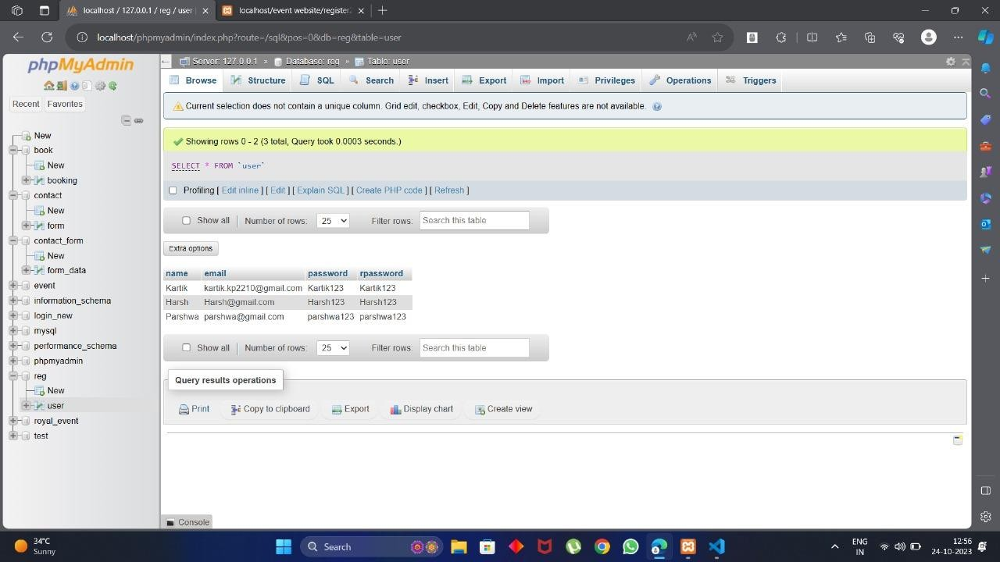 localhost / 127.0.0.1 / reg / user
localhost/event website/register2
localhost/phpmyadmin/index.php?route=/sql&pos=0&db=reg&table=user
phpMyAdmin
Recent Favorites
New
book
New
booking
contact
New
form
contact_form
New
form_data
event
information_schema
login_new
mysql
performance_schema
phpmyadmin
reg
New
user
royal_event
test
Server: 127.0.0.1 » Database: reg » Table: user
Browse Structure SQL Search Insert Export Import Privileges Operations Triggers
Current selection does not contain a unique column. Grid edit, checkbox, Edit, Copy and Delete features are not available.
Showing rows 0 - 2 (3 total, Query took 0.0003 seconds.)
SELECT * FROM `user`
Profiling [ Edit inline ] [ Edit ] [ Explain SQL ] [ Create PHP code ] [ Refresh ]
Show all Number of rows: 25 Filter rows: Search this table
Extra options
name email password rpassword
Kartik kartik.kp2210@gmail.com Kartik123 Kartik123
Harsh Harsh@gmail.com Harsh123 Harsh123
Parshwa parshwa@gmail.com parshwa123 parshwa123
Show all Number of rows: 25 Filter rows: Search this table
Query results operations
Print Copy to clipboard Export Display chart Create view
Console
34°C
Sunny
Search
ENG
IN
12:56
24-10-2023